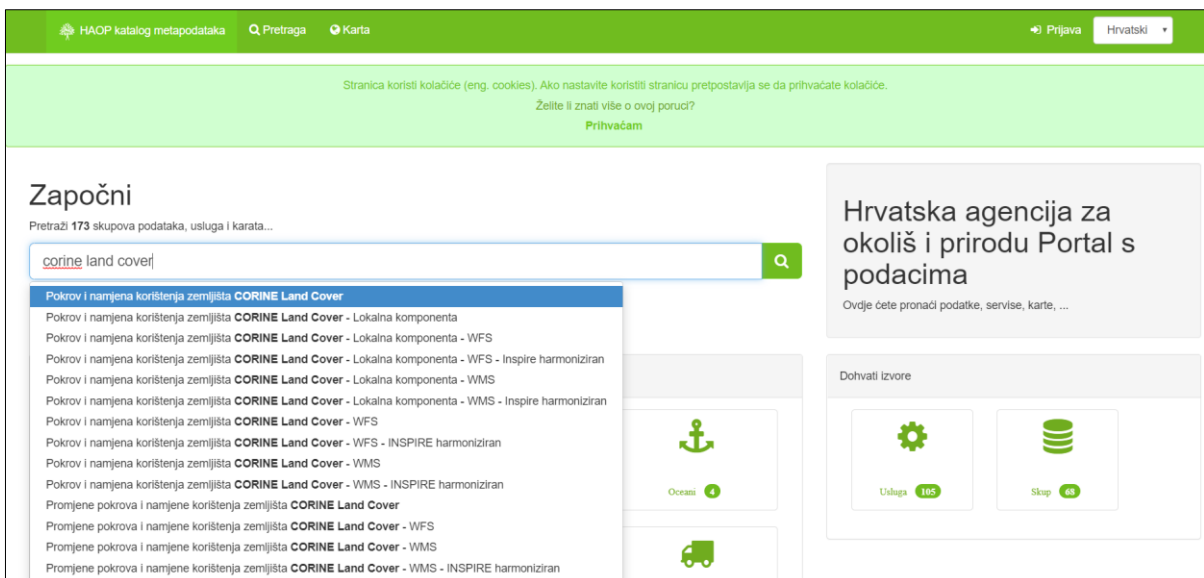 HAOP katalog metapodataka Pretraga Karta Prijava Hrvatski
Stranica koristi kolačiće (eng. cookies). Ako nastavite koristiti stranicu pretpostavlja se da prihvaćate kolačiće.
Želite li znati više o ovoj poruci?
Prihvaćam
Započni
Pretraži 173 skupova podataka, usluga i karata...
corine land cover
Pokrov i namjena korištenja zemljišta CORINE Land Cover
Pokrov i namjena korištenja zemljišta CORINE Land Cover - Lokalna komponenta
Pokrov i namjena korištenja zemljišta CORINE Land Cover - Lokalna komponenta - WFS
Pokrov i namjena korištenja zemljišta CORINE Land Cover - Lokalna komponenta - WFS - Inspire harmoniziran
Pokrov i namjena korištenja zemljišta CORINE Land Cover - Lokalna komponenta - WMS
Pokrov i namjena korištenja zemljišta CORINE Land Cover - Lokalna komponenta - WMS - Inspire harmoniziran
Pokrov i namjena korištenja zemljišta CORINE Land Cover - WFS
Pokrov i namjena korištenja zemljišta CORINE Land Cover - WFS - INSPIRE harmoniziran
Pokrov i namjena korištenja zemljišta CORINE Land Cover - WMS
Pokrov i namjena korištenja zemljišta CORINE Land Cover - WMS - INSPIRE harmoniziran
Promjene pokrova i namjene korištenja zemljišta CORINE Land Cover
Promjene pokrova i namjene korištenja zemljišta CORINE Land Cover - WFS
Promjene pokrova i namjene korištenja zemljišta CORINE Land Cover - WMS
Promjene pokrova i namjene korištenja zemljišta CORINE Land Cover - WMS - INSPIRE harmoniziran
Oceani 4
Hrvatska agencija za
okoliš i prirodu Portal s
podacima
Ovdje ćete pronaći podatke, servise, karte, ...
Dohvati izvore
Usluga 105
Skup 68